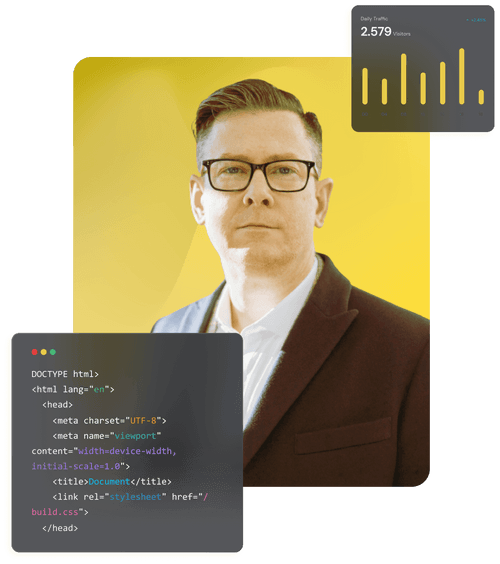 Daily Traffic
2.579 Visitors
DOCTYPE html>
<html lang="en">
<head>
<meta charset="UTF-8">
<meta name="viewport"
content="width=device-width,
initial-scale=1.0">
<title>Document</title>
<link rel="stylesheet" href="/
build.css">
</head>